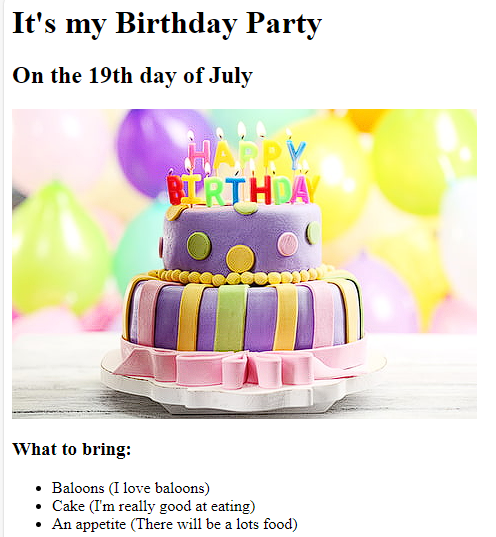 It's my Birthday Party
On the 19th day of July
HAPPY
BIRTHDAY
What to bring:
Baloons (I love baloons)
Cake (I'm really good at eating)
An appetite (There will be a lots food)